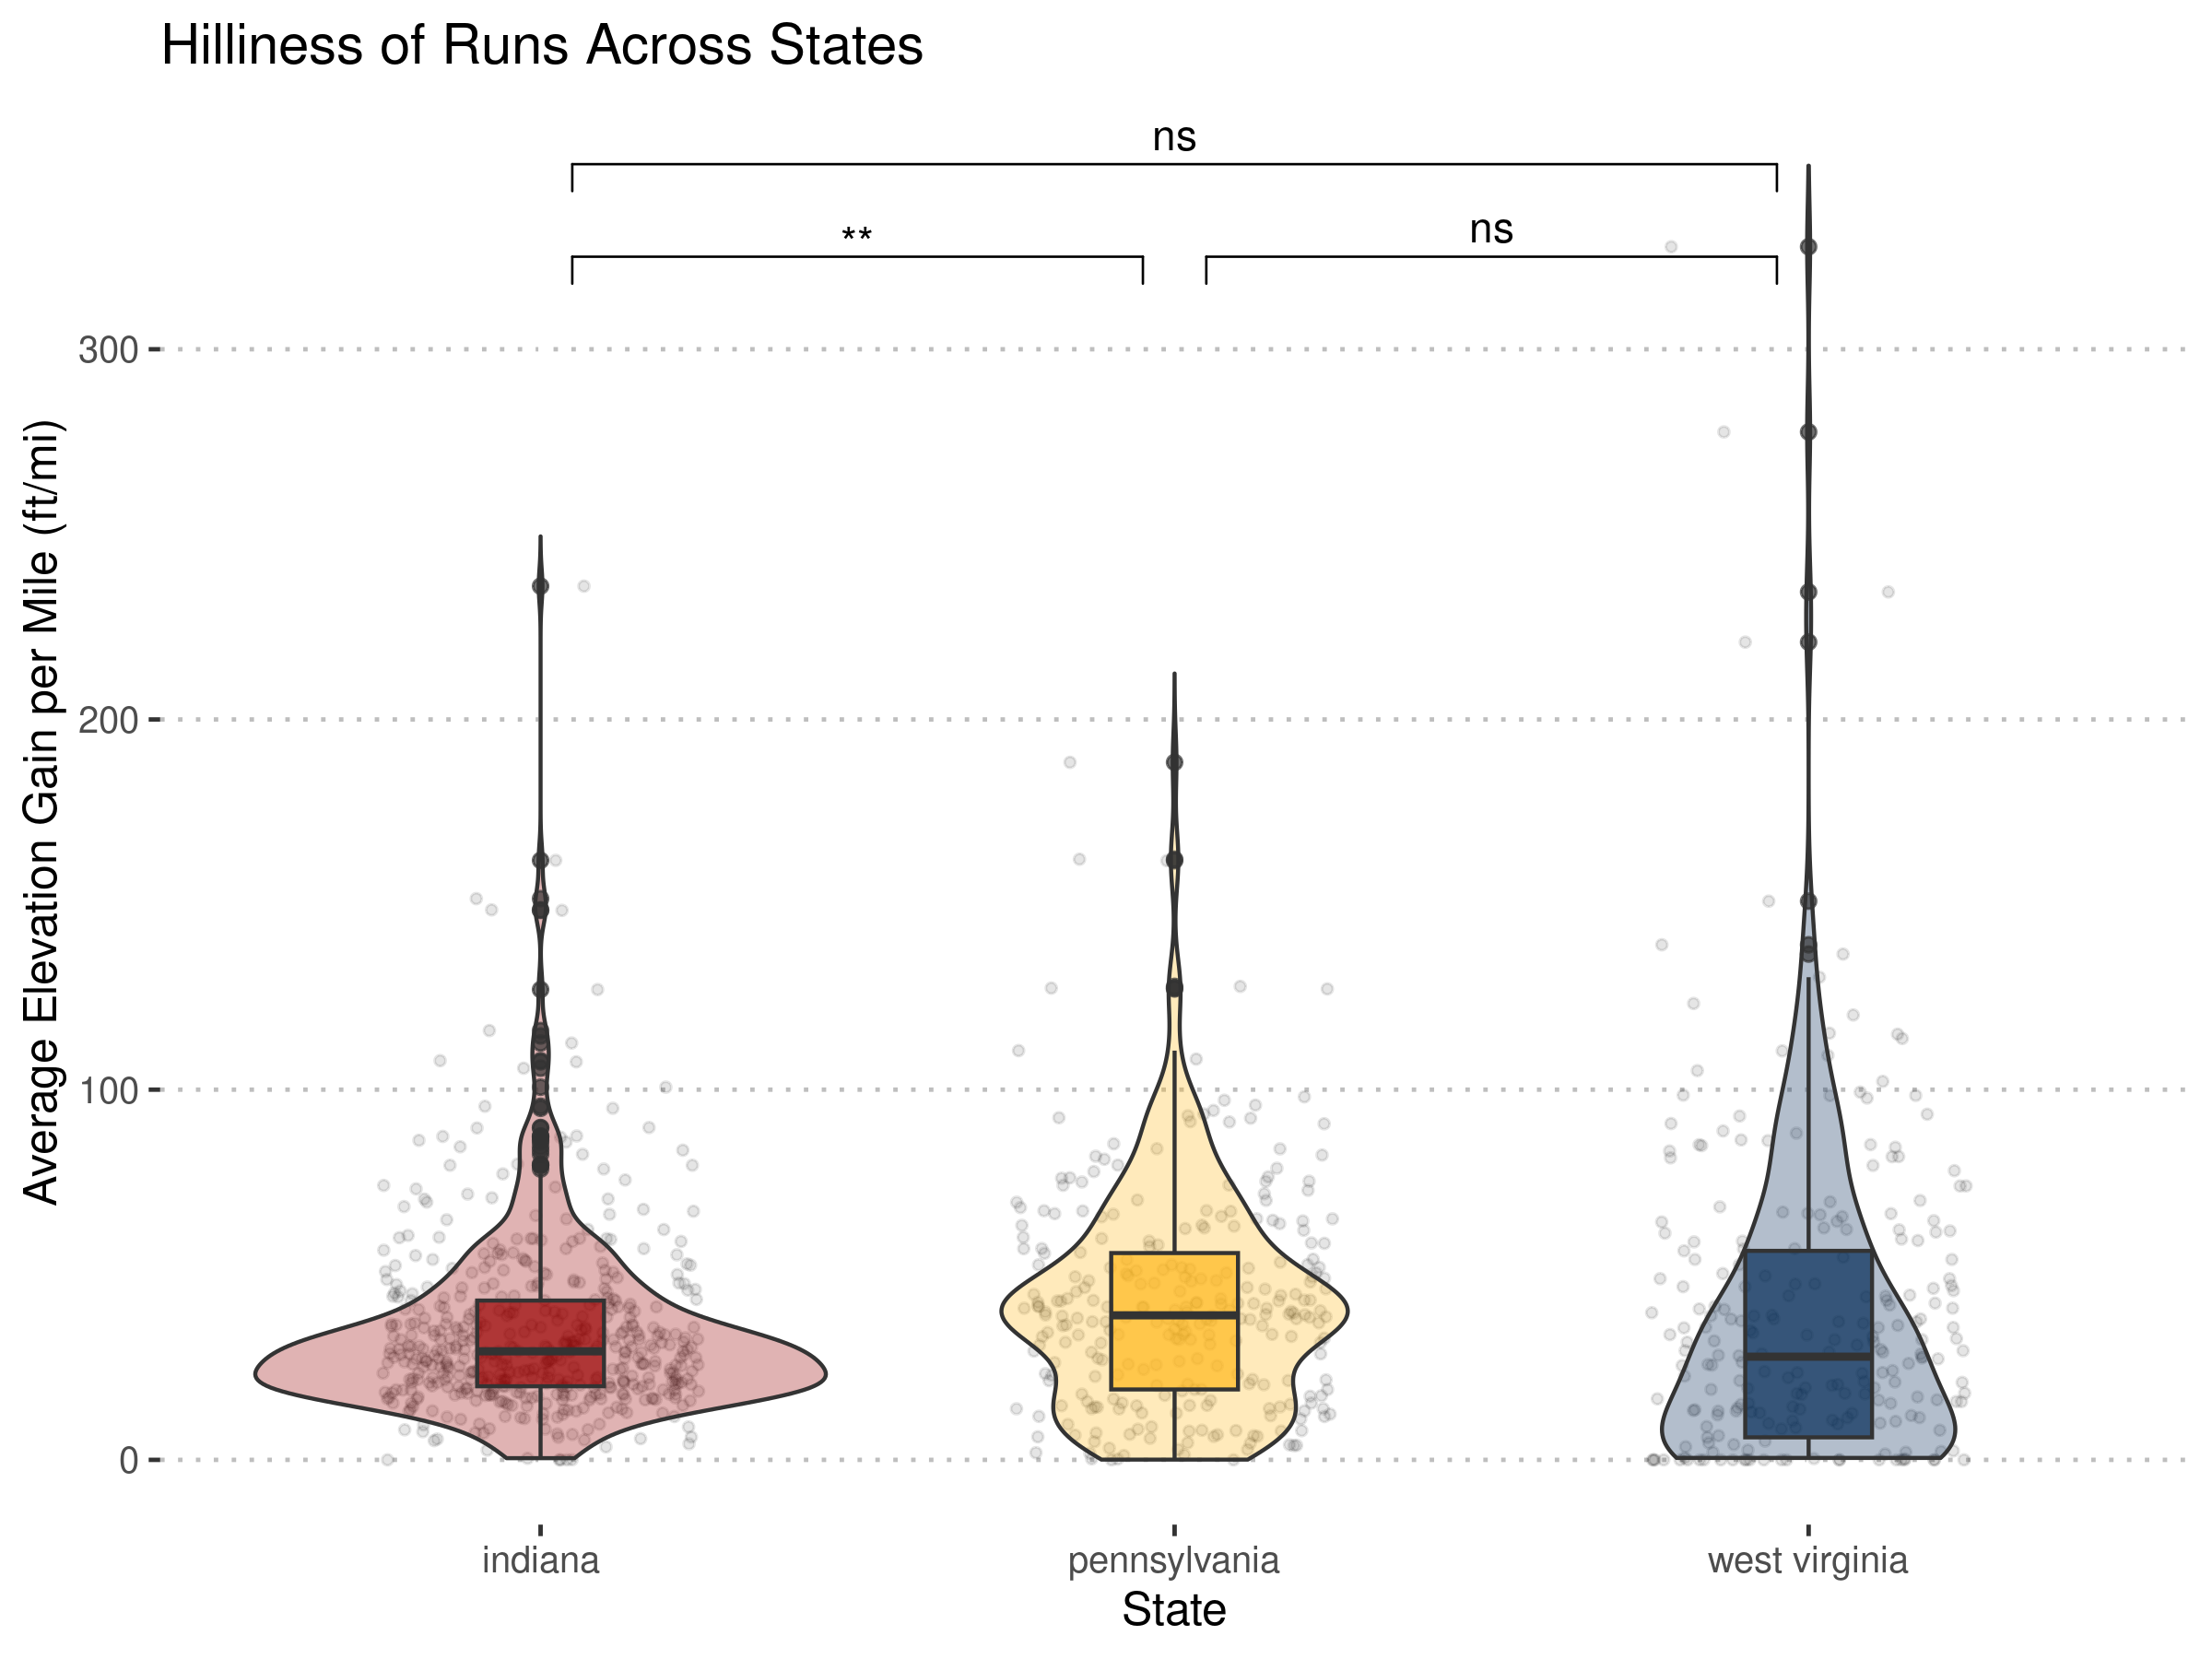 Hilliness of Runs Across States
ns
** ns
300
200
100
0
Average Elevation Gain per Mile (ft/mi)
indiana pennsylvania west virginia
State